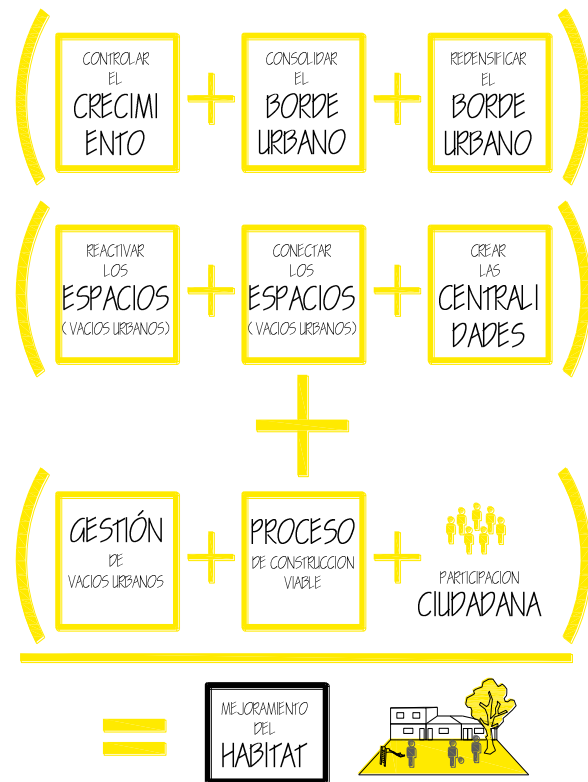 CONTROLAR
EL
CRECIMI
ENTO
+
CONSOLIDAR
EL
BORDE
URBANO
+
REDENSIFICAR
EL
BORDE
URBANO
REACTIVAR
LOS
ESPACIOS
(VACIOS URBANOS)
+
CONECTAR
LOS
ESPACIOS
(VACIOS URBANOS)
+
CREAR
LAS
CENTRALI
DADES
+
GESTIÓN
DE
VACIOS URBANOS
+
PROCESO
DE CONSTRUCCION
VIABLE
+
PARTICIPACION
CIUDADANA
=
MEJORAMIENTO
DEL
HABITAT